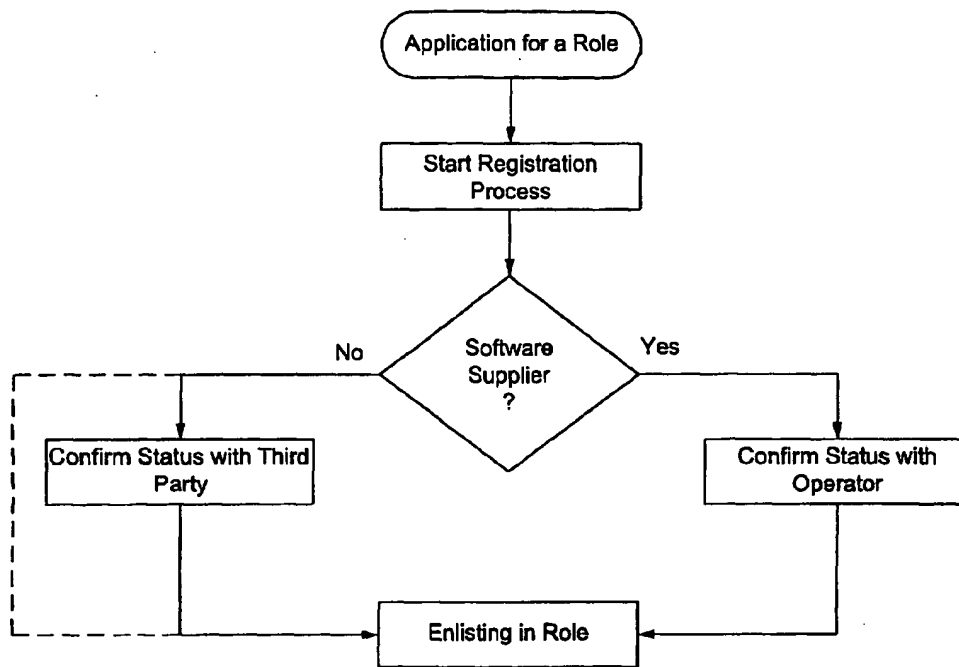 Application for a Role
Start Registration
Process
No
Software
Supplier
?
Yes
Confirm Status with Third
Party
Confirm Status with
Operator
Enlisting in Role